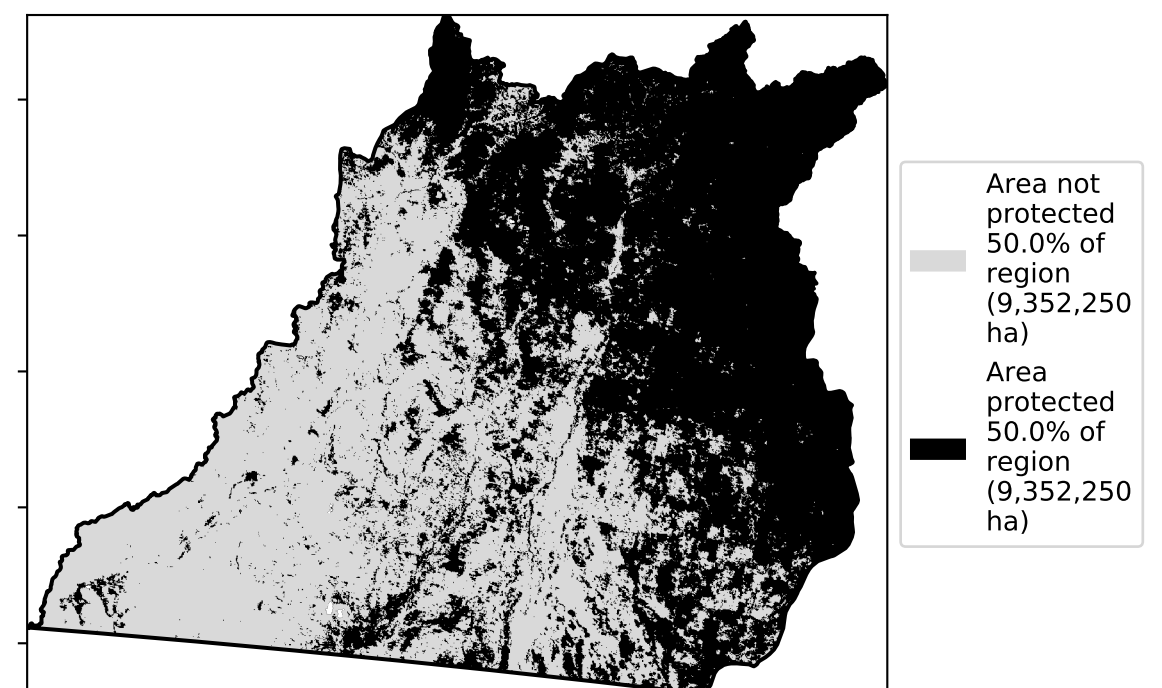 Area not
protected
50.0% of
region
(9,352,250
ha)
Area
protected
50.0% of
region
(9,352,250
ha)